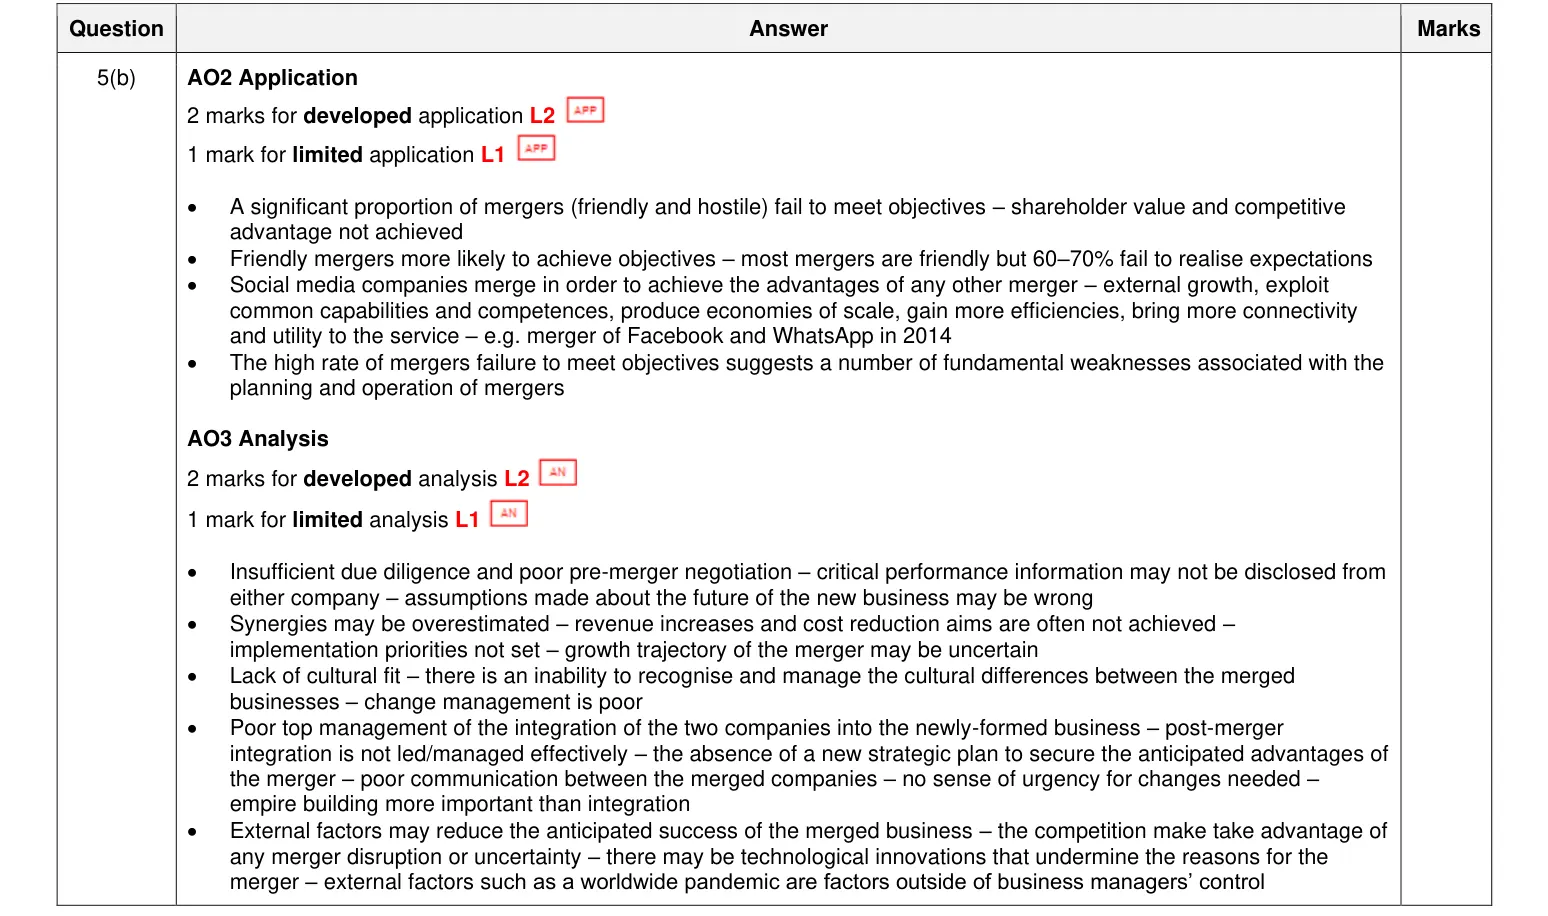 Question Answer Marks
5(b) AO2 Application
2 marks for developed application L2 APP
1 mark for limited application L1 APP
• A significant proportion of mergers (friendly and hostile) fail to meet objectives – shareholder value and competitive
advantage not achieved
• Friendly mergers more likely to achieve objectives – most mergers are friendly but 60–70% fail to realise expectations
• Social media companies merge in order to achieve the advantages of any other merger – external growth, exploit
common capabilities and competences, produce economies of scale, gain more efficiencies, bring more connectivity
and utility to the service – e.g. merger of Facebook and WhatsApp in 2014
• The high rate of mergers failure to meet objectives suggests a number of fundamental weaknesses associated with the
planning and operation of mergers
AO3 Analysis
2 marks for developed analysis L2 AN
1 mark for limited analysis L1 AN
• Insufficient due diligence and poor pre-merger negotiation – critical performance information may not be disclosed from
either company – assumptions made about the future of the new business may be wrong
• Synergies may be overestimated – revenue increases and cost reduction aims are often not achieved –
implementation priorities not set – growth trajectory of the merger may be uncertain
• Lack of cultural fit – there is an inability to recognise and manage the cultural differences between the merged
businesses – change management is poor
• Poor top management of the integration of the two companies into the newly-formed business – post-merger
integration is not led/managed effectively – the absence of a new strategic plan to secure the anticipated advantages of
the merger – poor communication between the merged companies – no sense of urgency for changes needed –
empire building more important than integration
• External factors may reduce the anticipated success of the merged business – the competition make take advantage of
any merger disruption or uncertainty – there may be technological innovations that undermine the reasons for the
merger – external factors such as a worldwide pandemic are factors outside of business managers’ control